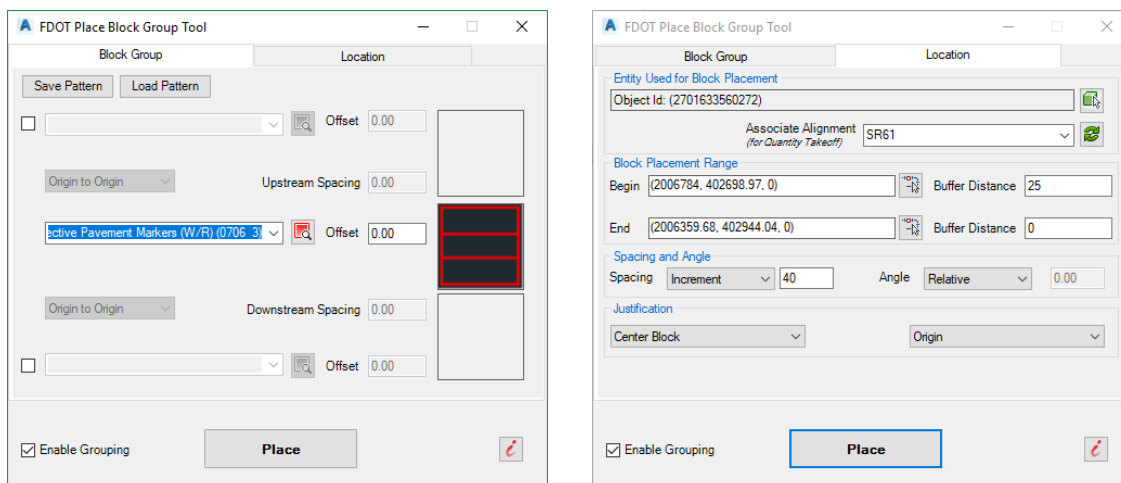 FDOT Place Block Group Tool
Block Group Location
Save Pattern Load Pattern
Offset 0.00
Origin to Origin Upstream Spacing 0.00
ective Pavement Markers (W/R) (0706_3) Offset 0.00
Origin to Origin Downstream Spacing 0.00
Offset 0.00
Enable Grouping Place i
FDOT Place Block Group Tool
Block Group Location
Entity Used for Block Placement
Object Id: (2701633560272)
Associate Alignment SR61
(for Quantity Takeoff)
Block Placement Range
Begin (2006784, 402698.97, 0) Buffer Distance 25
End (2006359.68, 402944.04, 0) Buffer Distance 0
Spacing and Angle
Spacing Increment 40 Angle Relative 0.00
Justification
Center Block Origin
Enable Grouping Place i